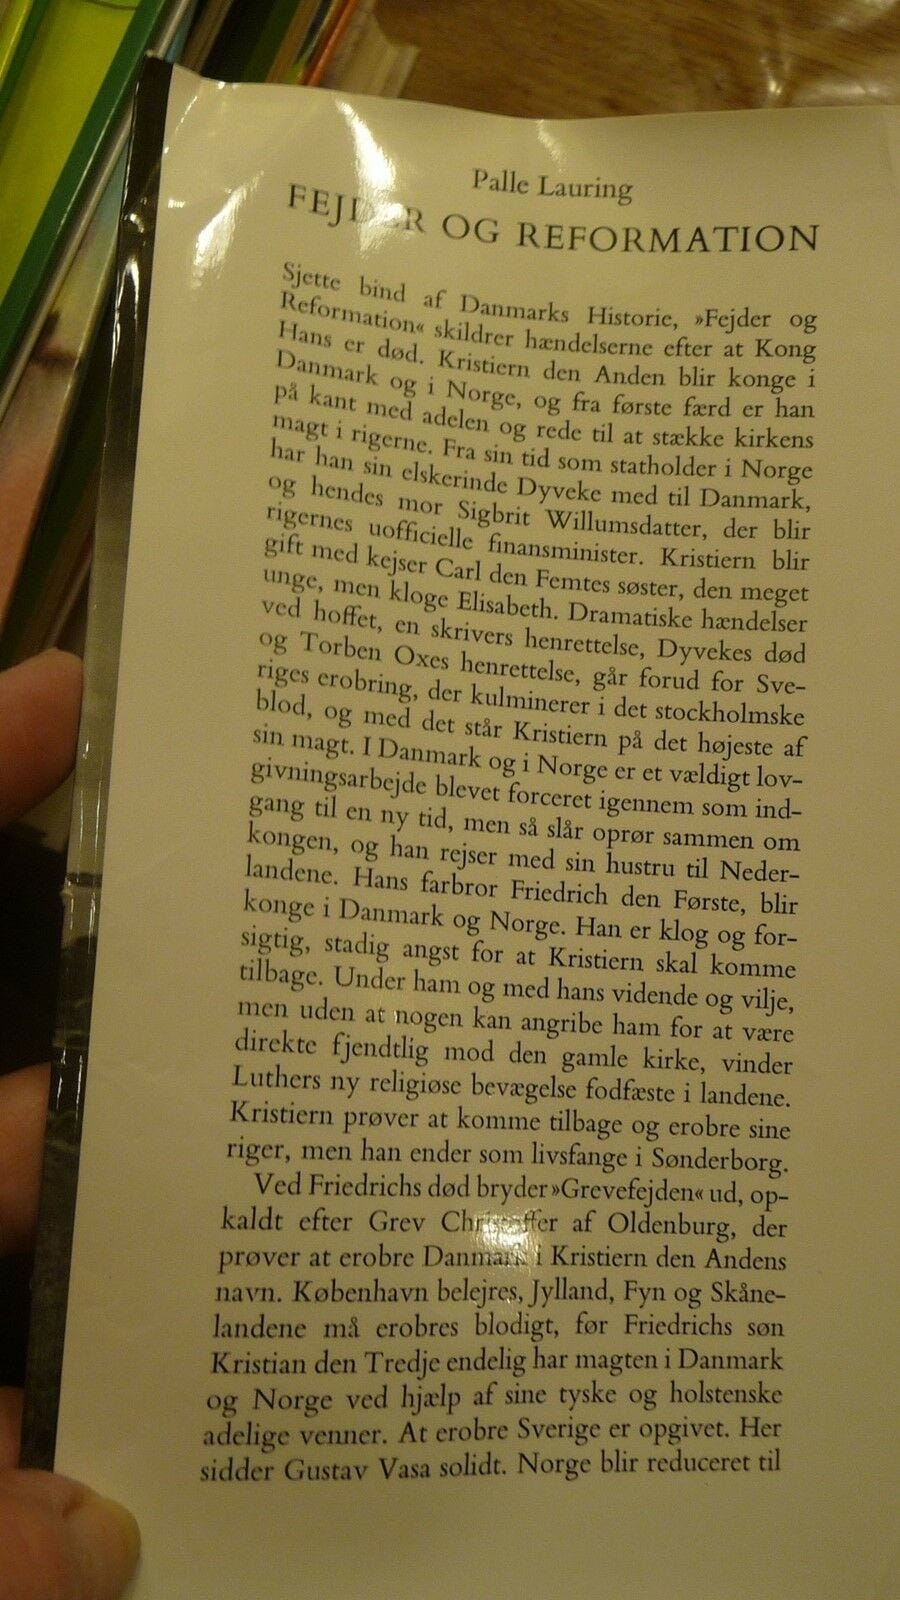 Palle Lauring
FEJDER OG REFORMATION
Sjette bind af Danmarks Historie, »Fejder og
Reformation« skildrer hændelserne efter at Kong
Hans er død. Kristiern den Anden blir konge i
Danmark og i Norge, og fra første færd er han
på kant med adelen og rede til at stække kirkens
magt i rigerne. Fra sin tid som statholder i Norge
har han sin elskerinde Dyveke med til Danmark,
og hendes mor Sigbrit Willumsdatter, der blir
rigernes uofficielle finansminister. Kristiern blir
gift med kejser Carl den Femtes søster, den meget
unge, men kloge Elisabeth. Dramatiske hændelser
ved hoffet, en skrivers henrettelse, Dyvekes død
og Torben Oxes henrettelse, går forud for Sve-
riges erobring, der kulminerer i det stockholmske
blod, og med det står Kristiern på det højeste af
sin magt. I Danmark og i Norge er et vældigt lov-
givningsarbejde blevet forceret igennem som ind-
gang til en ny tid, men så slår oprør sammen om
kongen, og han rejser med sin hustru til Neder-
landene. Hans farbror Friedrich den Første, blir
konge i Danmark og Norge. Han er klog og for-
sigtig, stadig angst for at Kristiern skal komme
tilbage. Under ham og med hans vidende og vilje,
men uden at nogen kan angribe ham for at være
direkte fjendtlig mod den gamle kirke, vinder
Luthers ny religiøse bevægelse fodfæste i landene.
Kristiern prøver at komme tilbage og erobre sine
riger, men han ender som livsfange i Sønderborg.
Ved Friedrichs død bryder »Grevefejden« ud, op-
kaldt efter Grev Christoffer af Oldenburg, der
prøver at erobre Danmark i Kristiern den Andens
navn. København belejres, Jylland, Fyn og Skåne-
landene må erobres blodigt, før Friedrichs søn
Kristian den Tredje endelig har magten i Danmark
og Norge ved hjælp af sine tyske og holstenske
adelige venner. At erobre Sverige er opgivet. Her
sidder Gustav Vasa solidt. Norge blir reduceret til